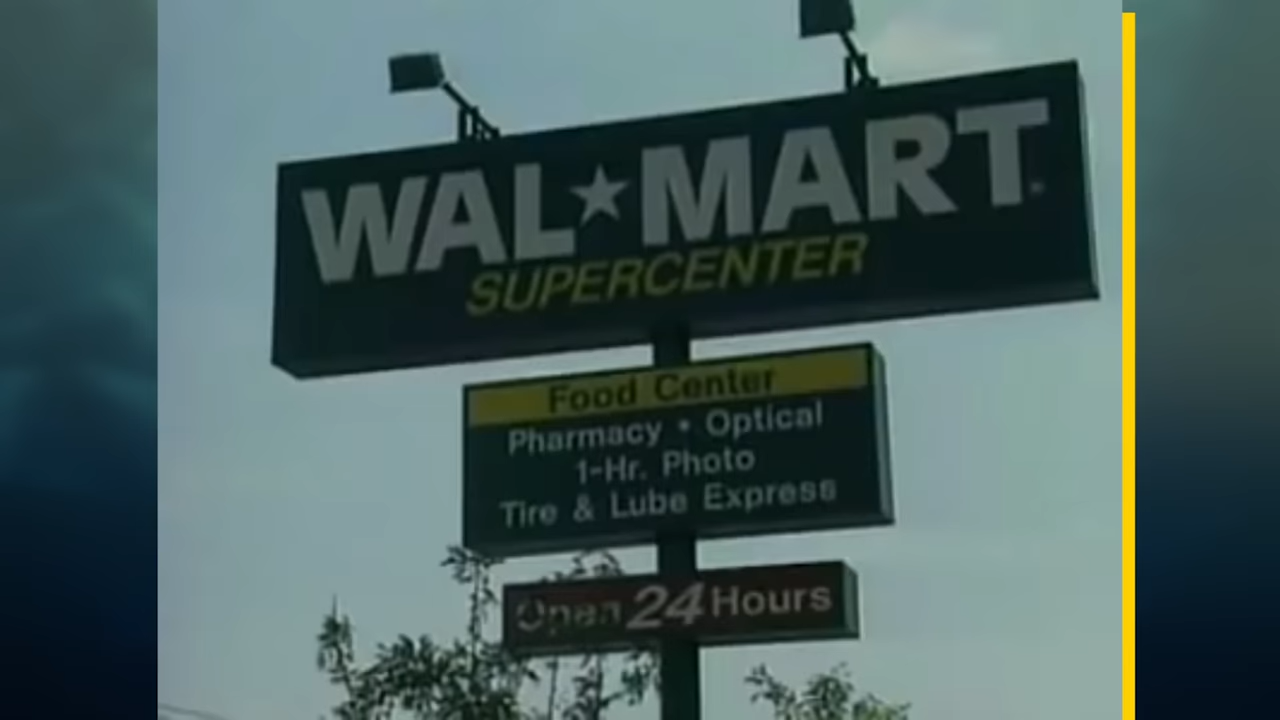 WAL★MART
SUPERCENTER
Food Center
Pharmacy • Optical
1-Hr. Photo
Tire & Lube Express
Open 24 Hours